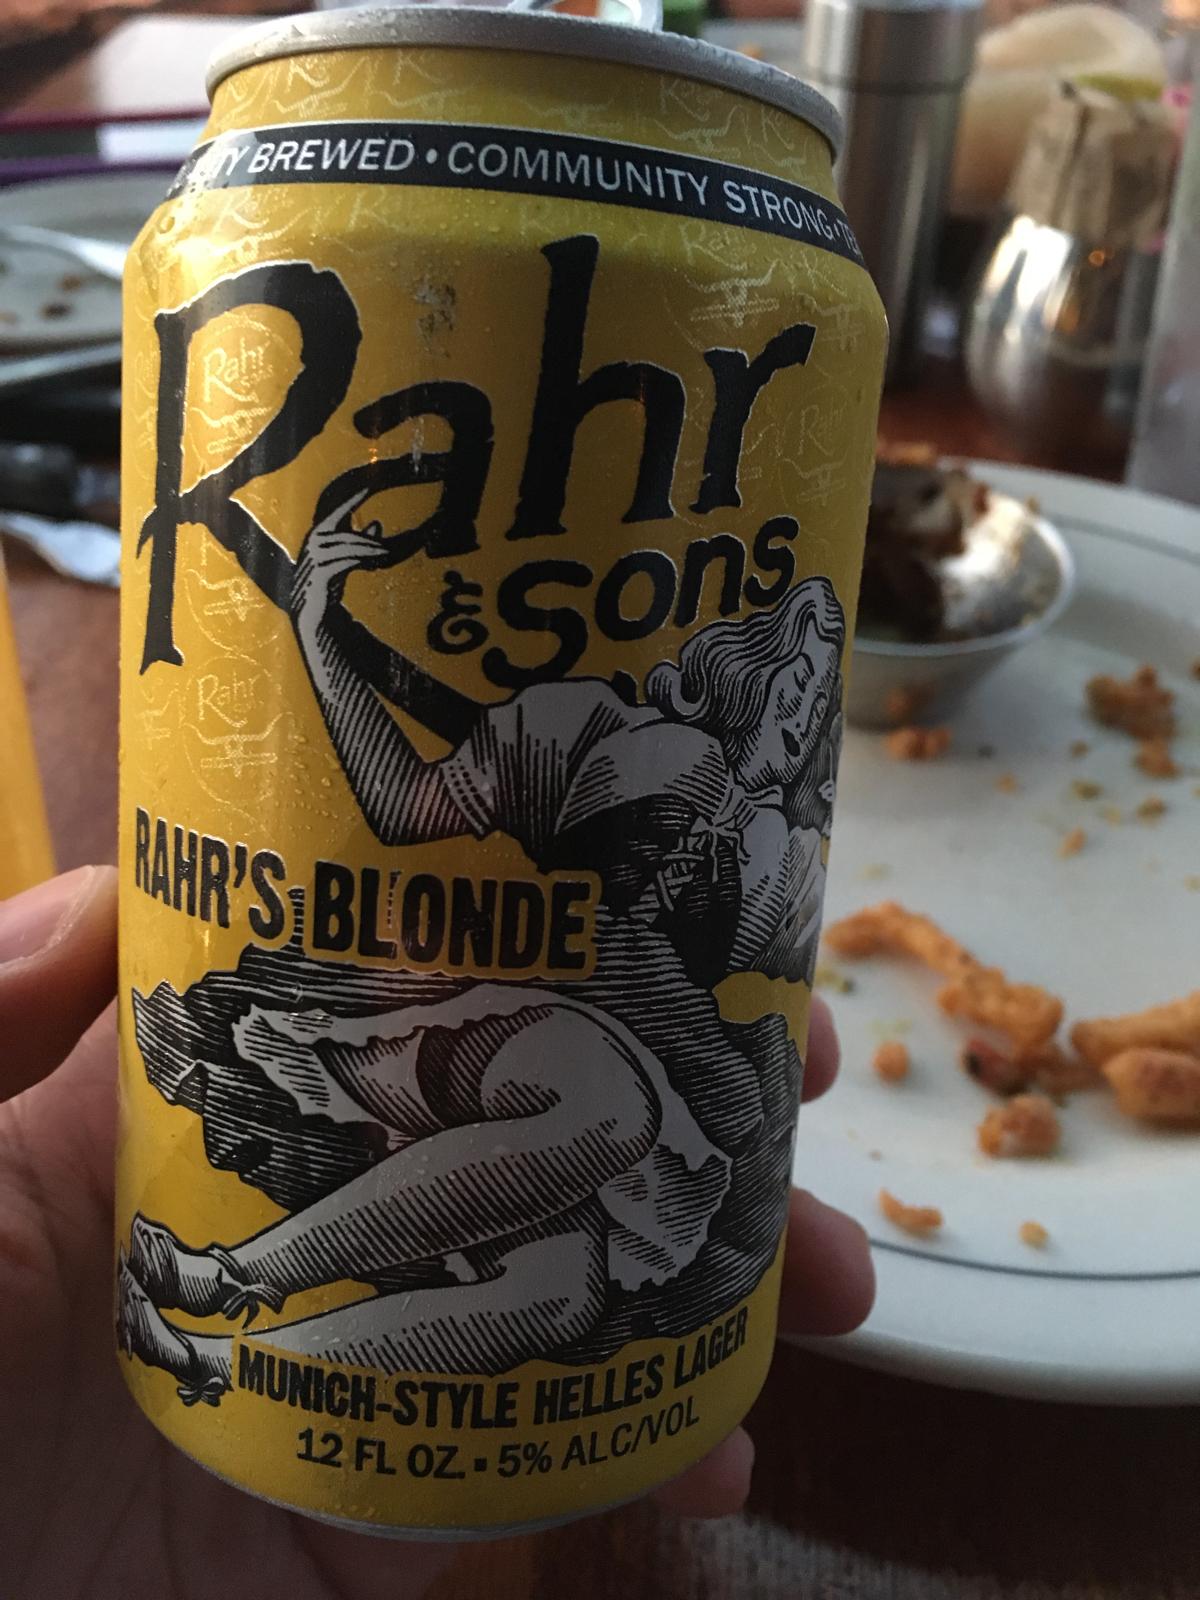 BREWED • COMMUNITY STRONG •
Rahr
& Sons
RAHR'S BLONDE
MUNICH-STYLE HELLES LAGER
12 FL OZ. ▪ 5% ALC/VOL